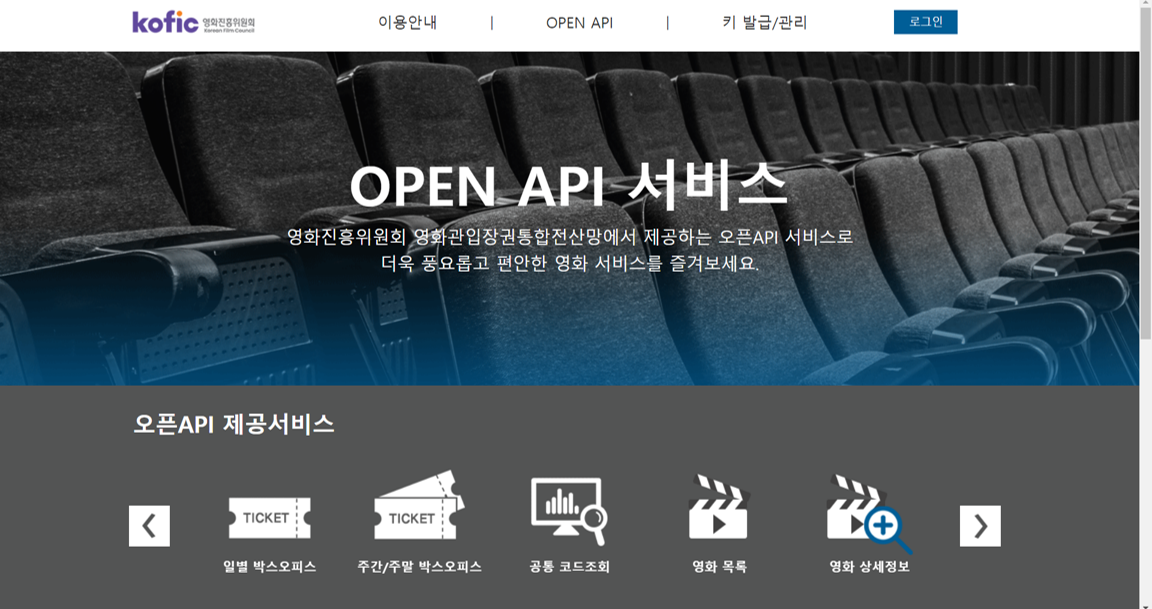 kofic 영화진흥위원회
Korean Film Council
이용안내 | OPEN API | 키 발급/관리
로그인
OPEN API 서비스
영화진흥위원회 영화관입장권통합전산망에서 제공하는 오픈API 서비스로
더욱 풍요롭고 편안한 영화 서비스를 즐겨보세요.
오픈API 제공서비스
TICKET
TICKET
일별 박스오피스
주간/주말 박스오피스
공통 코드조회
영화 목록
영화 상세정보